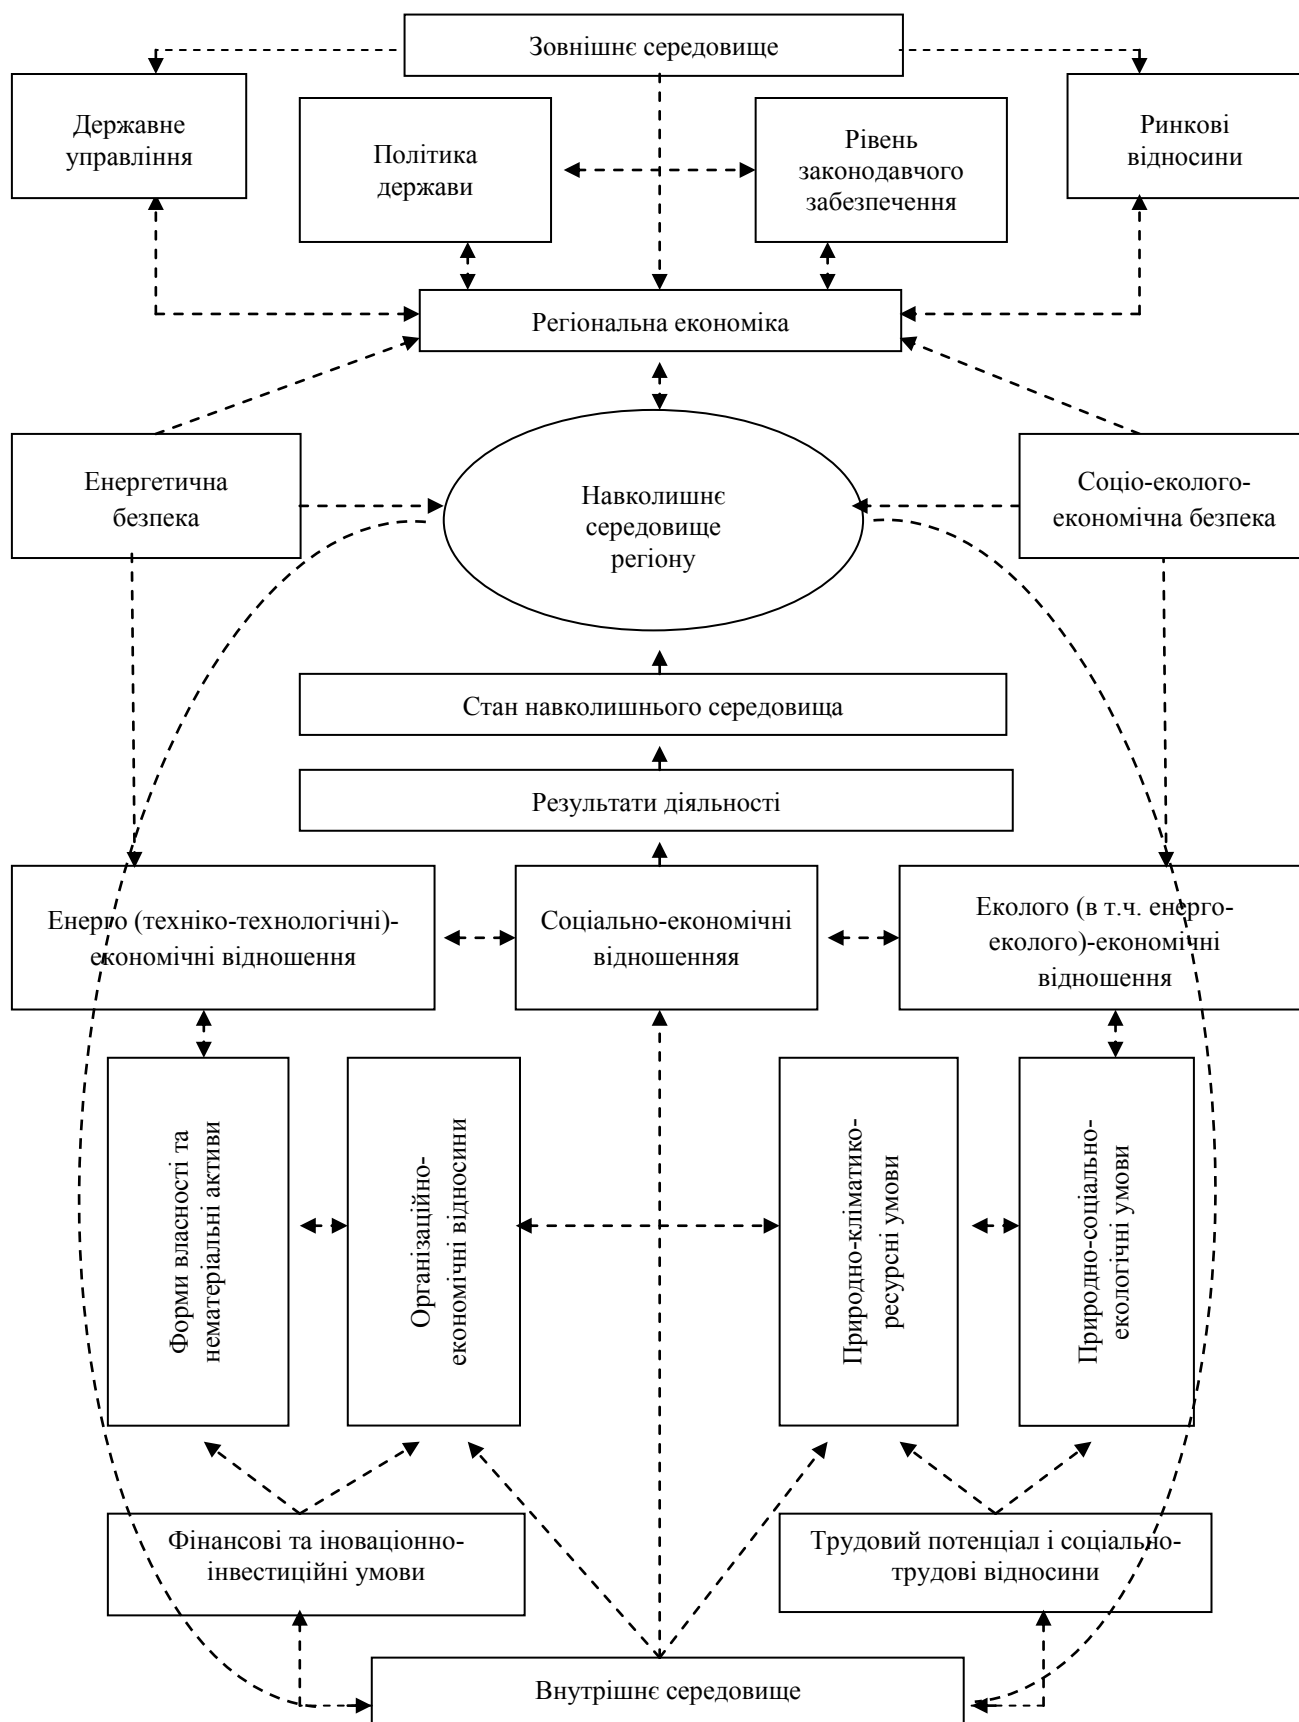 Зовнішнє середовище
Державне
управління
Політика
держави
Рівень
законодавчого
забезпечення
Ринкові
відносини
Регіональна економіка
Енергетична
безпека
Навколишнє
середовище
регіону
Соціо-еколого-
економічна безпека
Стан навколишнього середовища
Результати діяльності
Енерго (техніко-технологічні)-
економічні відношення
Соціально-економічні
відношенняя
Еколого (в т.ч. енерго-
еколого)-економічні
відношення
Форми власності та
нематеріальні активи
Організаційно-
економічні відносини
Природно-кліматико-
ресурсні умови
Природно-соціально-
екологічні умови
Фінансові та іноваціонно-
інвестиційні умови
Трудовий потенціал і соціально-
трудові відносини
Внутрішнє середовище